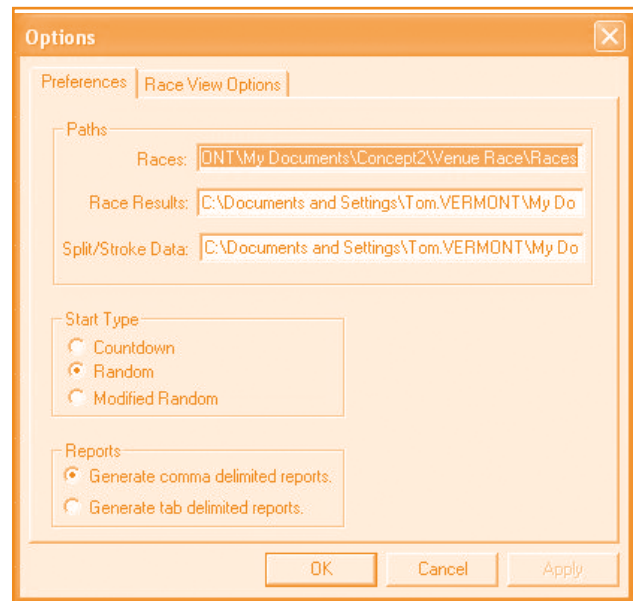 Options
Preferences Race View Options
Paths
Races: ONT\My Documents\Concept2\Venue Race\Races
Race Results: C:\Documents and Settings\Tom.VERMONT\My Do
Split/Stroke Data: C:\Documents and Settings\Tom.VERMONT\My Do
Start Type
Countdown
Random
Modified Random
Reports
Generate comma delimited reports.
Generate tab delimited reports.
OK Cancel Apply